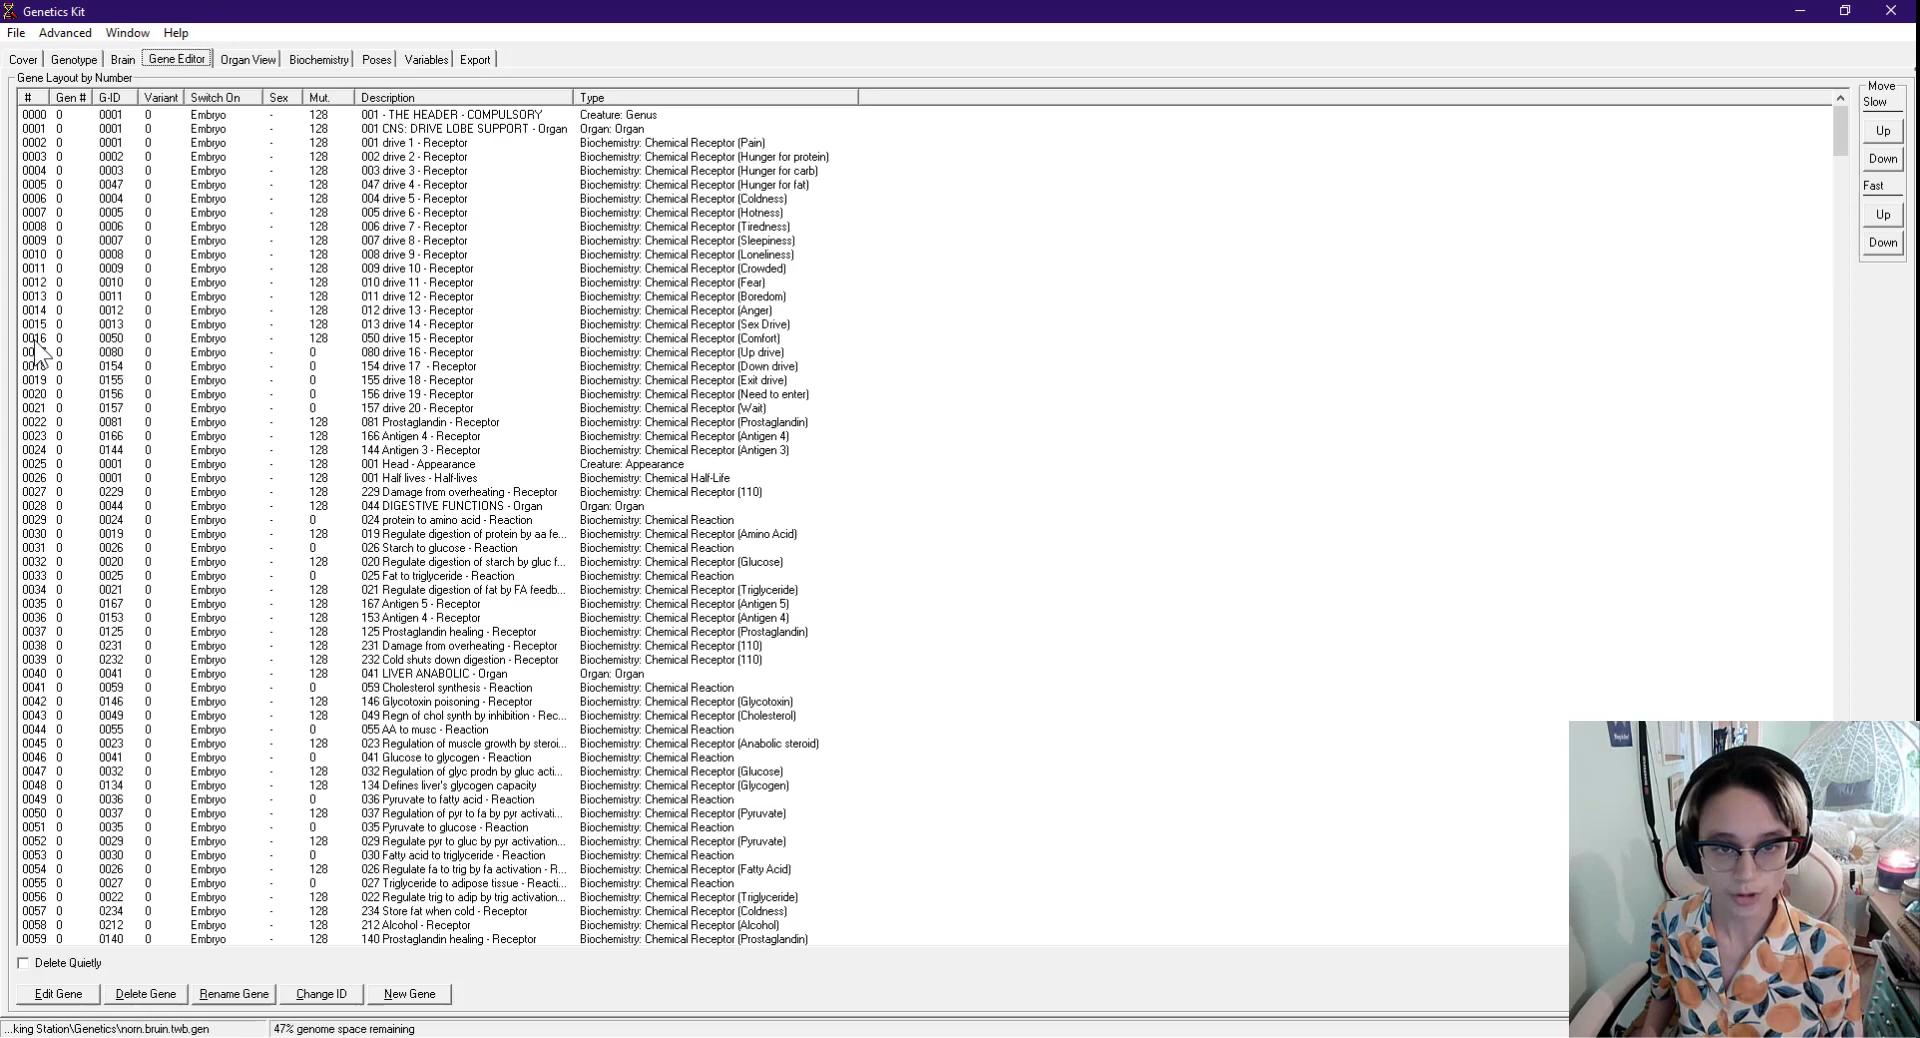 Genetics Kit
File Advanced Window Help
Cover Genotype Brain Gene Editor Organ View Biochemistry Poses Variables Export
Gene Layout by Number
# Gen # G-ID Variant Switch On Sex Mut. Description Type
0000 0 0001 0 Embryo - 128 001 - THE HEADER - COMPULSORY Creature: Genus
0001 0 0001 0 Embryo - 128 001 CNS: DRIVE LOBE SUPPORT - Organ Organ: Organ
0002 0 0001 0 Embryo - 128 001 drive 1 - Receptor Biochemistry: Chemical Receptor (Pain)
0003 0 0002 0 Embryo - 128 002 drive 2 - Receptor Biochemistry: Chemical Receptor (Hunger for protein)
0004 0 0003 0 Embryo - 128 003 drive 3 - Receptor Biochemistry: Chemical Receptor (Hunger for carb)
0005 0 0047 0 Embryo - 128 047 drive 4 - Receptor Biochemistry: Chemical Receptor (Hunger for fat)
0006 0 0004 0 Embryo - 128 004 drive 5 - Receptor Biochemistry: Chemical Receptor (Coldness)
0007 0 0005 0 Embryo - 128 005 drive 6 - Receptor Biochemistry: Chemical Receptor (Hotness)
0008 0 0006 0 Embryo - 128 006 drive 7 - Receptor Biochemistry: Chemical Receptor (Tiredness)
0009 0 0007 0 Embryo - 128 007 drive 8 - Receptor Biochemistry: Chemical Receptor (Sleepiness)
0010 0 0008 0 Embryo - 128 008 drive 9 - Receptor Biochemistry: Chemical Receptor (Loneliness)
0011 0 0009 0 Embryo - 128 009 drive 10 - Receptor Biochemistry: Chemical Receptor (Crowded)
0012 0 0010 0 Embryo - 128 010 drive 11 - Receptor Biochemistry: Chemical Receptor (Fear)
0013 0 0011 0 Embryo - 128 011 drive 12 - Receptor Biochemistry: Chemical Receptor (Boredom)
0014 0 0012 0 Embryo - 128 012 drive 13 - Receptor Biochemistry: Chemical Receptor (Anger)
0015 0 0013 0 Embryo - 128 013 drive 14 - Receptor Biochemistry: Chemical Receptor (Sex Drive)
0016 0 0050 0 Embryo - 128 050 drive 15 - Receptor Biochemistry: Chemical Receptor (Comfort)
0 0080 0 Embryo - 0 080 drive 16 - Receptor Biochemistry: Chemical Receptor (Up drive)
0 0154 0 Embryo - 0 154 drive 17 - Receptor Biochemistry: Chemical Receptor (Down drive)
0019 0 0155 0 Embryo - 0 155 drive 18 - Receptor Biochemistry: Chemical Receptor (Exit drive)
0020 0 0156 0 Embryo - 0 156 drive 19 - Receptor Biochemistry: Chemical Receptor (Need to enter)
0021 0 0157 0 Embryo - 0 157 drive 20 - Receptor Biochemistry: Chemical Receptor (Wait)
0022 0 0081 0 Embryo - 128 081 Prostaglandin - Receptor Biochemistry: Chemical Receptor (Prostaglandin)
0023 0 0166 0 Embryo - 128 166 Antigen 4 - Receptor Biochemistry: Chemical Receptor (Antigen 4)
0024 0 0144 0 Embryo - 128 144 Antigen 3 - Receptor Biochemistry: Chemical Receptor (Antigen 3)
0025 0 0001 0 Embryo - 128 001 Head - Appearance Creature: Appearance
0026 0 0001 0 Embryo - 128 001 Half lives - Half-lives Biochemistry: Chemical Half-Life
0027 0 0229 0 Embryo - 128 229 Damage from overheating - Receptor Biochemistry: Chemical Receptor (110)
0028 0 0044 0 Embryo - 128 044 DIGESTIVE FUNCTIONS - Organ Organ: Organ
0029 0 0024 0 Embryo - 0 024 protein to amino acid - Reaction Biochemistry: Chemical Reaction
0030 0 0019 0 Embryo - 128 019 Regulate digestion of protein by aa fe... Biochemistry: Chemical Receptor (Amino Acid)
0031 0 0026 0 Embryo - 0 026 Starch to glucose - Reaction Biochemistry: Chemical Reaction
0032 0 0020 0 Embryo - 128 020 Regulate digestion of starch by gluc f... Biochemistry: Chemical Receptor (Glucose)
0033 0 0025 0 Embryo - 0 025 Fat to triglyceride - Reaction Biochemistry: Chemical Reaction
0034 0 0021 0 Embryo - 128 021 Regulate digestion of fat by FA feedb... Biochemistry: Chemical Receptor (Triglyceride)
0035 0 0167 0 Embryo - 128 167 Antigen 5 - Receptor Biochemistry: Chemical Receptor (Antigen 5)
0036 0 0153 0 Embryo - 128 153 Antigen 4 - Receptor Biochemistry: Chemical Receptor (Antigen 4)
0037 0 0125 0 Embryo - 128 125 Prostaglandin healing - Receptor Biochemistry: Chemical Receptor (Prostaglandin)
0038 0 0231 0 Embryo - 128 231 Damage from overheating - Receptor Biochemistry: Chemical Receptor (110)
0039 0 0232 0 Embryo - 128 232 Cold shuts down digestion - Receptor Biochemistry: Chemical Receptor (110)
0040 0 0041 0 Embryo - 128 041 LIVER ANABOLIC - Organ Organ: Organ
0041 0 0059 0 Embryo - 0 059 Cholesterol synthesis - Reaction Biochemistry: Chemical Reaction
0042 0 0146 0 Embryo - 128 146 Glycotoxin poisoning - Receptor Biochemistry: Chemical Receptor (Glycotoxin)
0043 0 0049 0 Embryo - 128 049 Regn of chol synth by inhibition - Rec... Biochemistry: Chemical Receptor (Cholesterol)
0044 0 0055 0 Embryo - 0 055 AA to musc - Reaction Biochemistry: Chemical Reaction
0045 0 0023 0 Embryo - 128 023 Regulation of muscle growth by steroi... Biochemistry: Chemical Receptor (Anabolic steroid)
0046 0 0041 0 Embryo - 0 041 Glucose to glycogen - Reaction Biochemistry: Chemical Reaction
0047 0 0032 0 Embryo - 128 032 Regulation of glyc prodn by gluc acti... Biochemistry: Chemical Receptor (Glucose)
0048 0 0134 0 Embryo - 128 134 Defines liver's glycogen capacity Biochemistry: Chemical Receptor (Glycogen)
0049 0 0036 0 Embryo - 0 036 Pyruvate to fatty acid - Reaction Biochemistry: Chemical Reaction
0050 0 0037 0 Embryo - 128 037 Regulation of pyr to fa by pyr activati... Biochemistry: Chemical Receptor (Pyruvate)
0051 0 0035 0 Embryo - 0 035 Pyruvate to glucose - Reaction Biochemistry: Chemical Reaction
0052 0 0029 0 Embryo - 128 029 Regulate pyr to gluc by pyr activation... Biochemistry: Chemical Receptor (Pyruvate)
0053 0 0030 0 Embryo - 0 030 Fatty acid to triglyceride - Reaction Biochemistry: Chemical Reaction
0054 0 0026 0 Embryo - 128 026 Regulate fa to trig by fa activation - R... Biochemistry: Chemical Receptor (Fatty Acid)
0055 0 0027 0 Embryo - 0 027 Triglyceride to adipose tissue - Reacti... Biochemistry: Chemical Reaction
0056 0 0022 0 Embryo - 128 022 Regulate trig to adip by trig activation... Biochemistry: Chemical Receptor (Triglyceride)
0057 0 0234 0 Embryo - 128 234 Store fat when cold - Receptor Biochemistry: Chemical Receptor (Coldness)
0058 0 0212 0 Embryo - 128 212 Alcohol - Receptor Biochemistry: Chemical Receptor (Alcohol)
0059 0 0140 0 Embryo - 128 140 Prostaglandin healing - Receptor Biochemistry: Chemical Receptor (Prostaglandin)
Move
Slow
Up
Down
Fast
Up
Down
Delete Quietly
Edit Gene Delete Gene Rename Gene Change ID New Gene
...king Station\Genetics\norn.bruin.twb.gen 47% genome space remaining